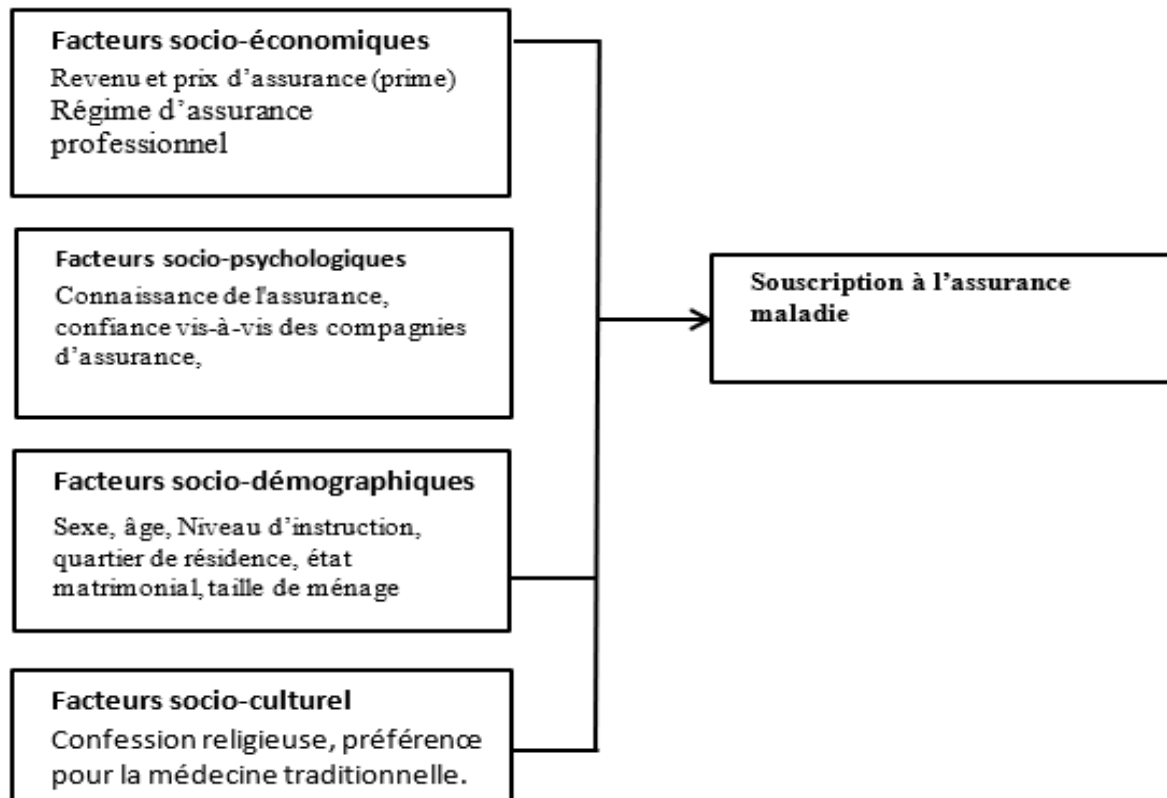 Facteurs socio-économiques
Revenu et prix d’assurance (prime)
Régime d’assurance
professionnel
Facteurs socio-psychologiques
Connaissance de l'assurance,
confiance vis-à-vis des compagnies
d’assurance,
Souscription à l’assurance
maladie
Facteurs socio-démographiques
Sexe, âge, Niveau d’instruction,
quartier de résidence, état
matrimonial, taille de ménage
Facteurs socio-culturel
Confession religieuse, préférence
pour la médecine traditionnelle.